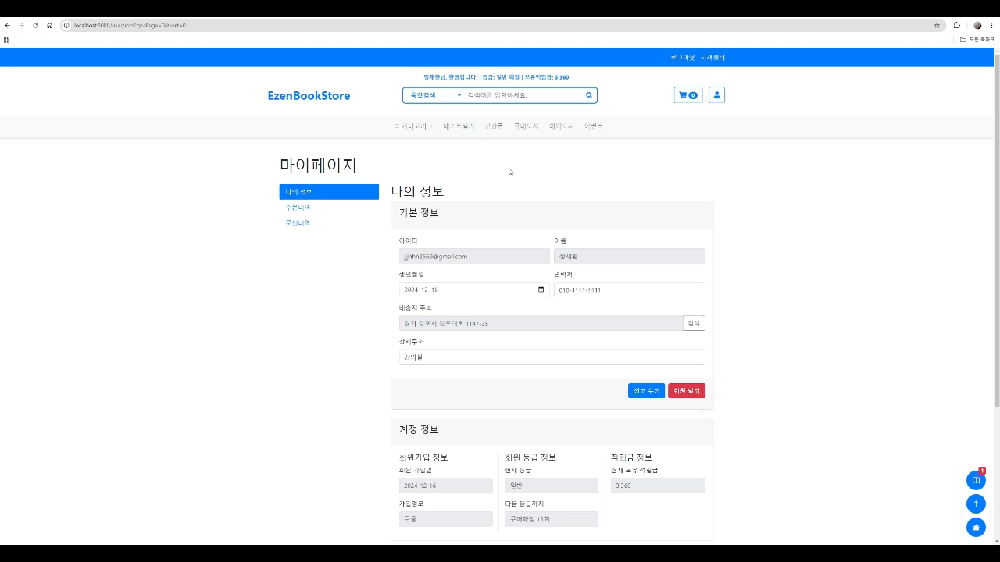 localhost:8080/user/info?qnaPage=0&sort=0
모든 북마크
로그아웃 고객센터
정재환님, 환영합니다. | 등급: 일반 회원 | 보유적립금: 3,360
EzenBookStore
통합검색 검색어를 입력하세요.
0
카테고리 베스트셀러 신상품 국내도서 해외도서 이벤트
마이페이지
나의 정보
주문내역
문의내역
나의 정보
기본 정보
아이디 이름
jjjhhh2569@gmail.com 정재환
생년월일 연락처
2024-12-16 010-1111-1111
배송지 주소
경기 김포시 김포대로 1147-35 검색
상세주소
강의실
정보 수정 회원 탈퇴
계정 정보
회원가입 정보 회원 등급 정보 적립금 정보
회원 가입일 현재 등급 현재 보유 적립금
2024-12-16 일반 3,360
가입경로 다음 등급까지
구글 구매확정 15회
1